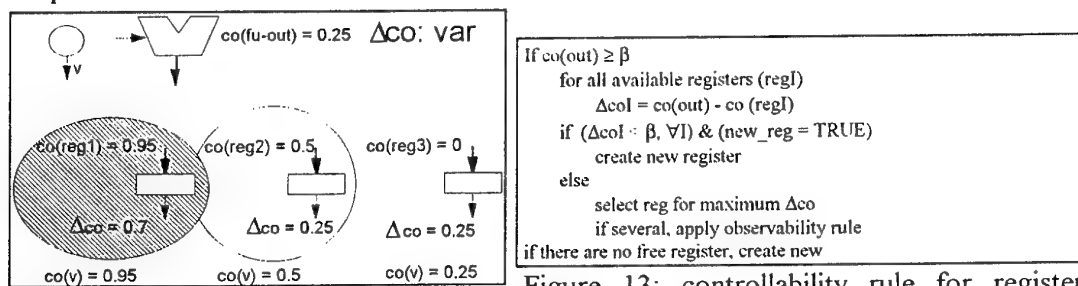 co(fu-out) = 0.25 Δco: var
v
co(reg1) = 0.95 co(reg2) = 0.5 co(reg3) = 0
Δco = 0.7 Δco = 0.25 Δco = 0.25
co(v) = 0.95 co(v) = 0.5 co(v) = 0.25
If co(out) ≥ β
for all available registers (regI)
ΔcoI = co(out) - co (regI)
if (ΔcoI < β, ∀I) & (new_reg = TRUE)
create new register
else
select reg for maximum Δco
if several, apply observability rule
if there are no free register, create new
Figure 13: controllability rule for register